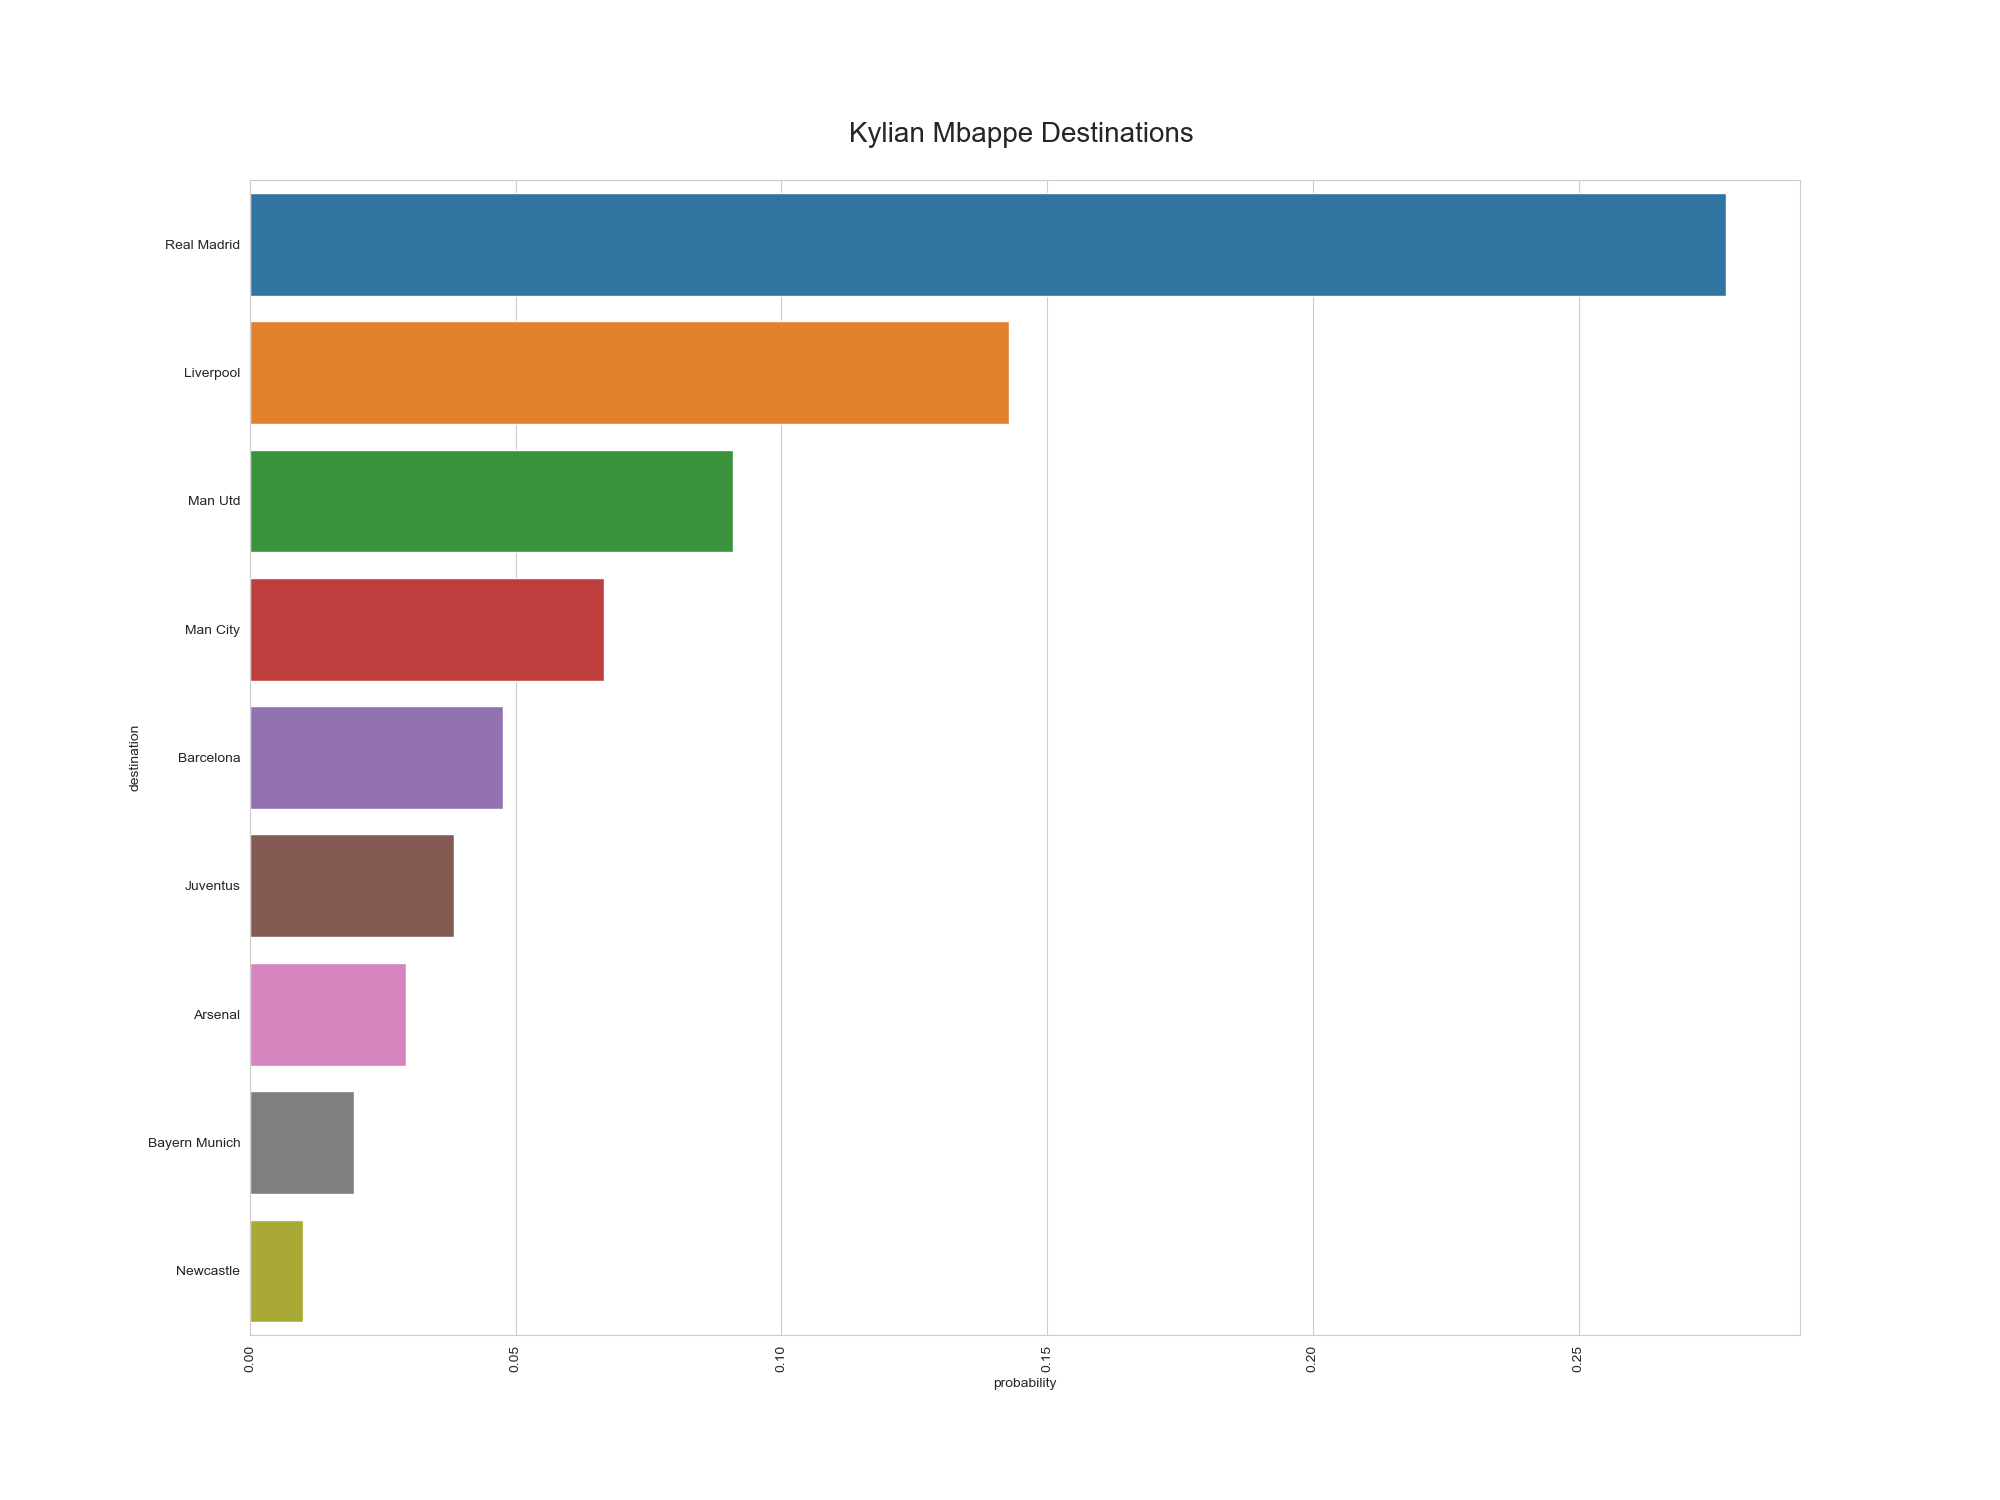 Kylian Mbappe Destinations
Real Madrid
Liverpool
Man Utd
Man City
Barcelona
Juventus
Arsenal
Bayern Munich
Newcastle
destination
0.00 0.05 0.10 0.15 0.20 0.25
probability